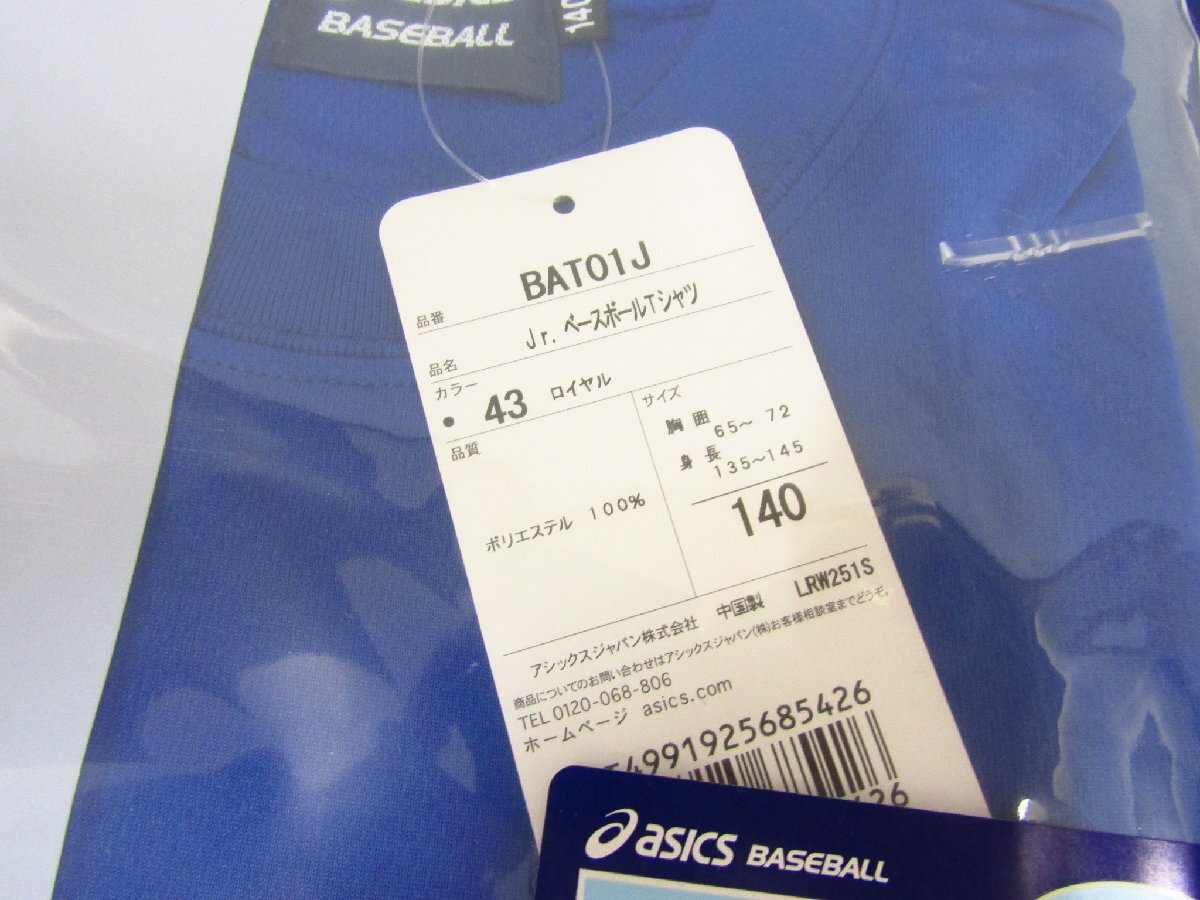 BASEBALL
140
BAT01J
品番
Jr. ベースボールTシャツ
品名
カラー
● 43 ロイヤル
品質
ポリエステル 100%
サイズ
胸囲
65～ 72
身長
135～145
140
アシックスジャパン株式会社 中国製 LRW251S
商品についてのお問い合わせはアシックスジャパン(株)お客様相談室までどうぞ。
TEL 0120-068-806
ホームページ asics.com
4991925685426
426
asics BASEBALL